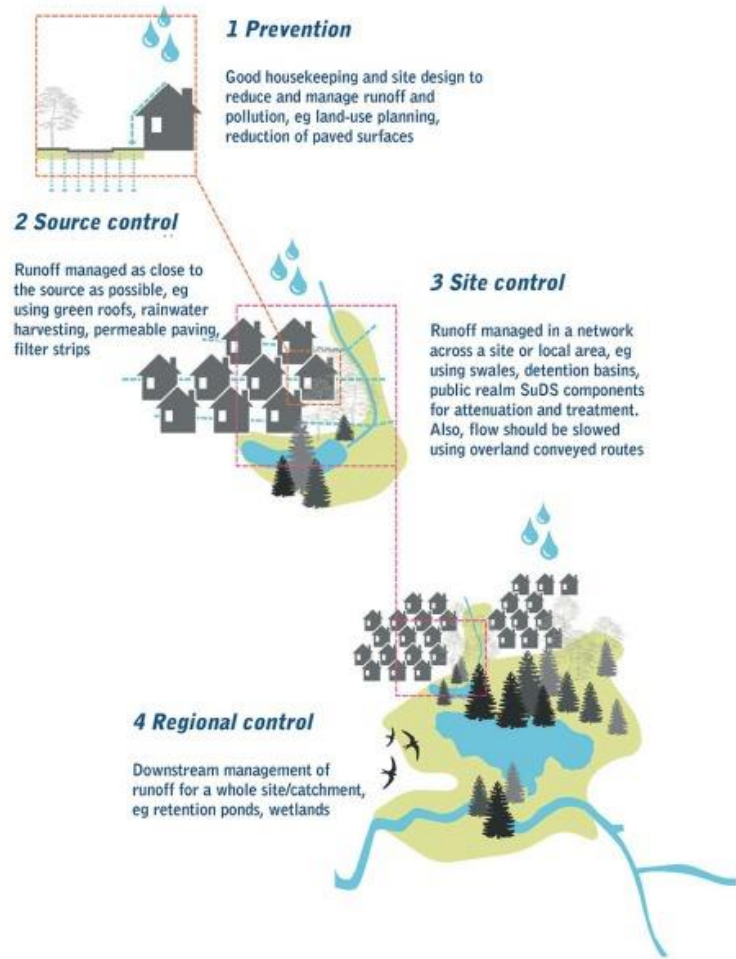 1 Prevention
Good housekeeping and site design to
reduce and manage runoff and
pollution, eg land-use planning,
reduction of paved surfaces
2 Source control
Runoff managed as close to
the source as possible, eg
using green roofs, rainwater
harvesting, permeable paving,
filter strips
3 Site control
Runoff managed in a network
across a site or local area, eg
using swales, detention basins,
public realm SuDS components
for attenuation and treatment.
Also, flow should be slowed
using overland conveyed routes
4 Regional control
Downstream management of
runoff for a whole site/catchment,
eg retention ponds, wetlands